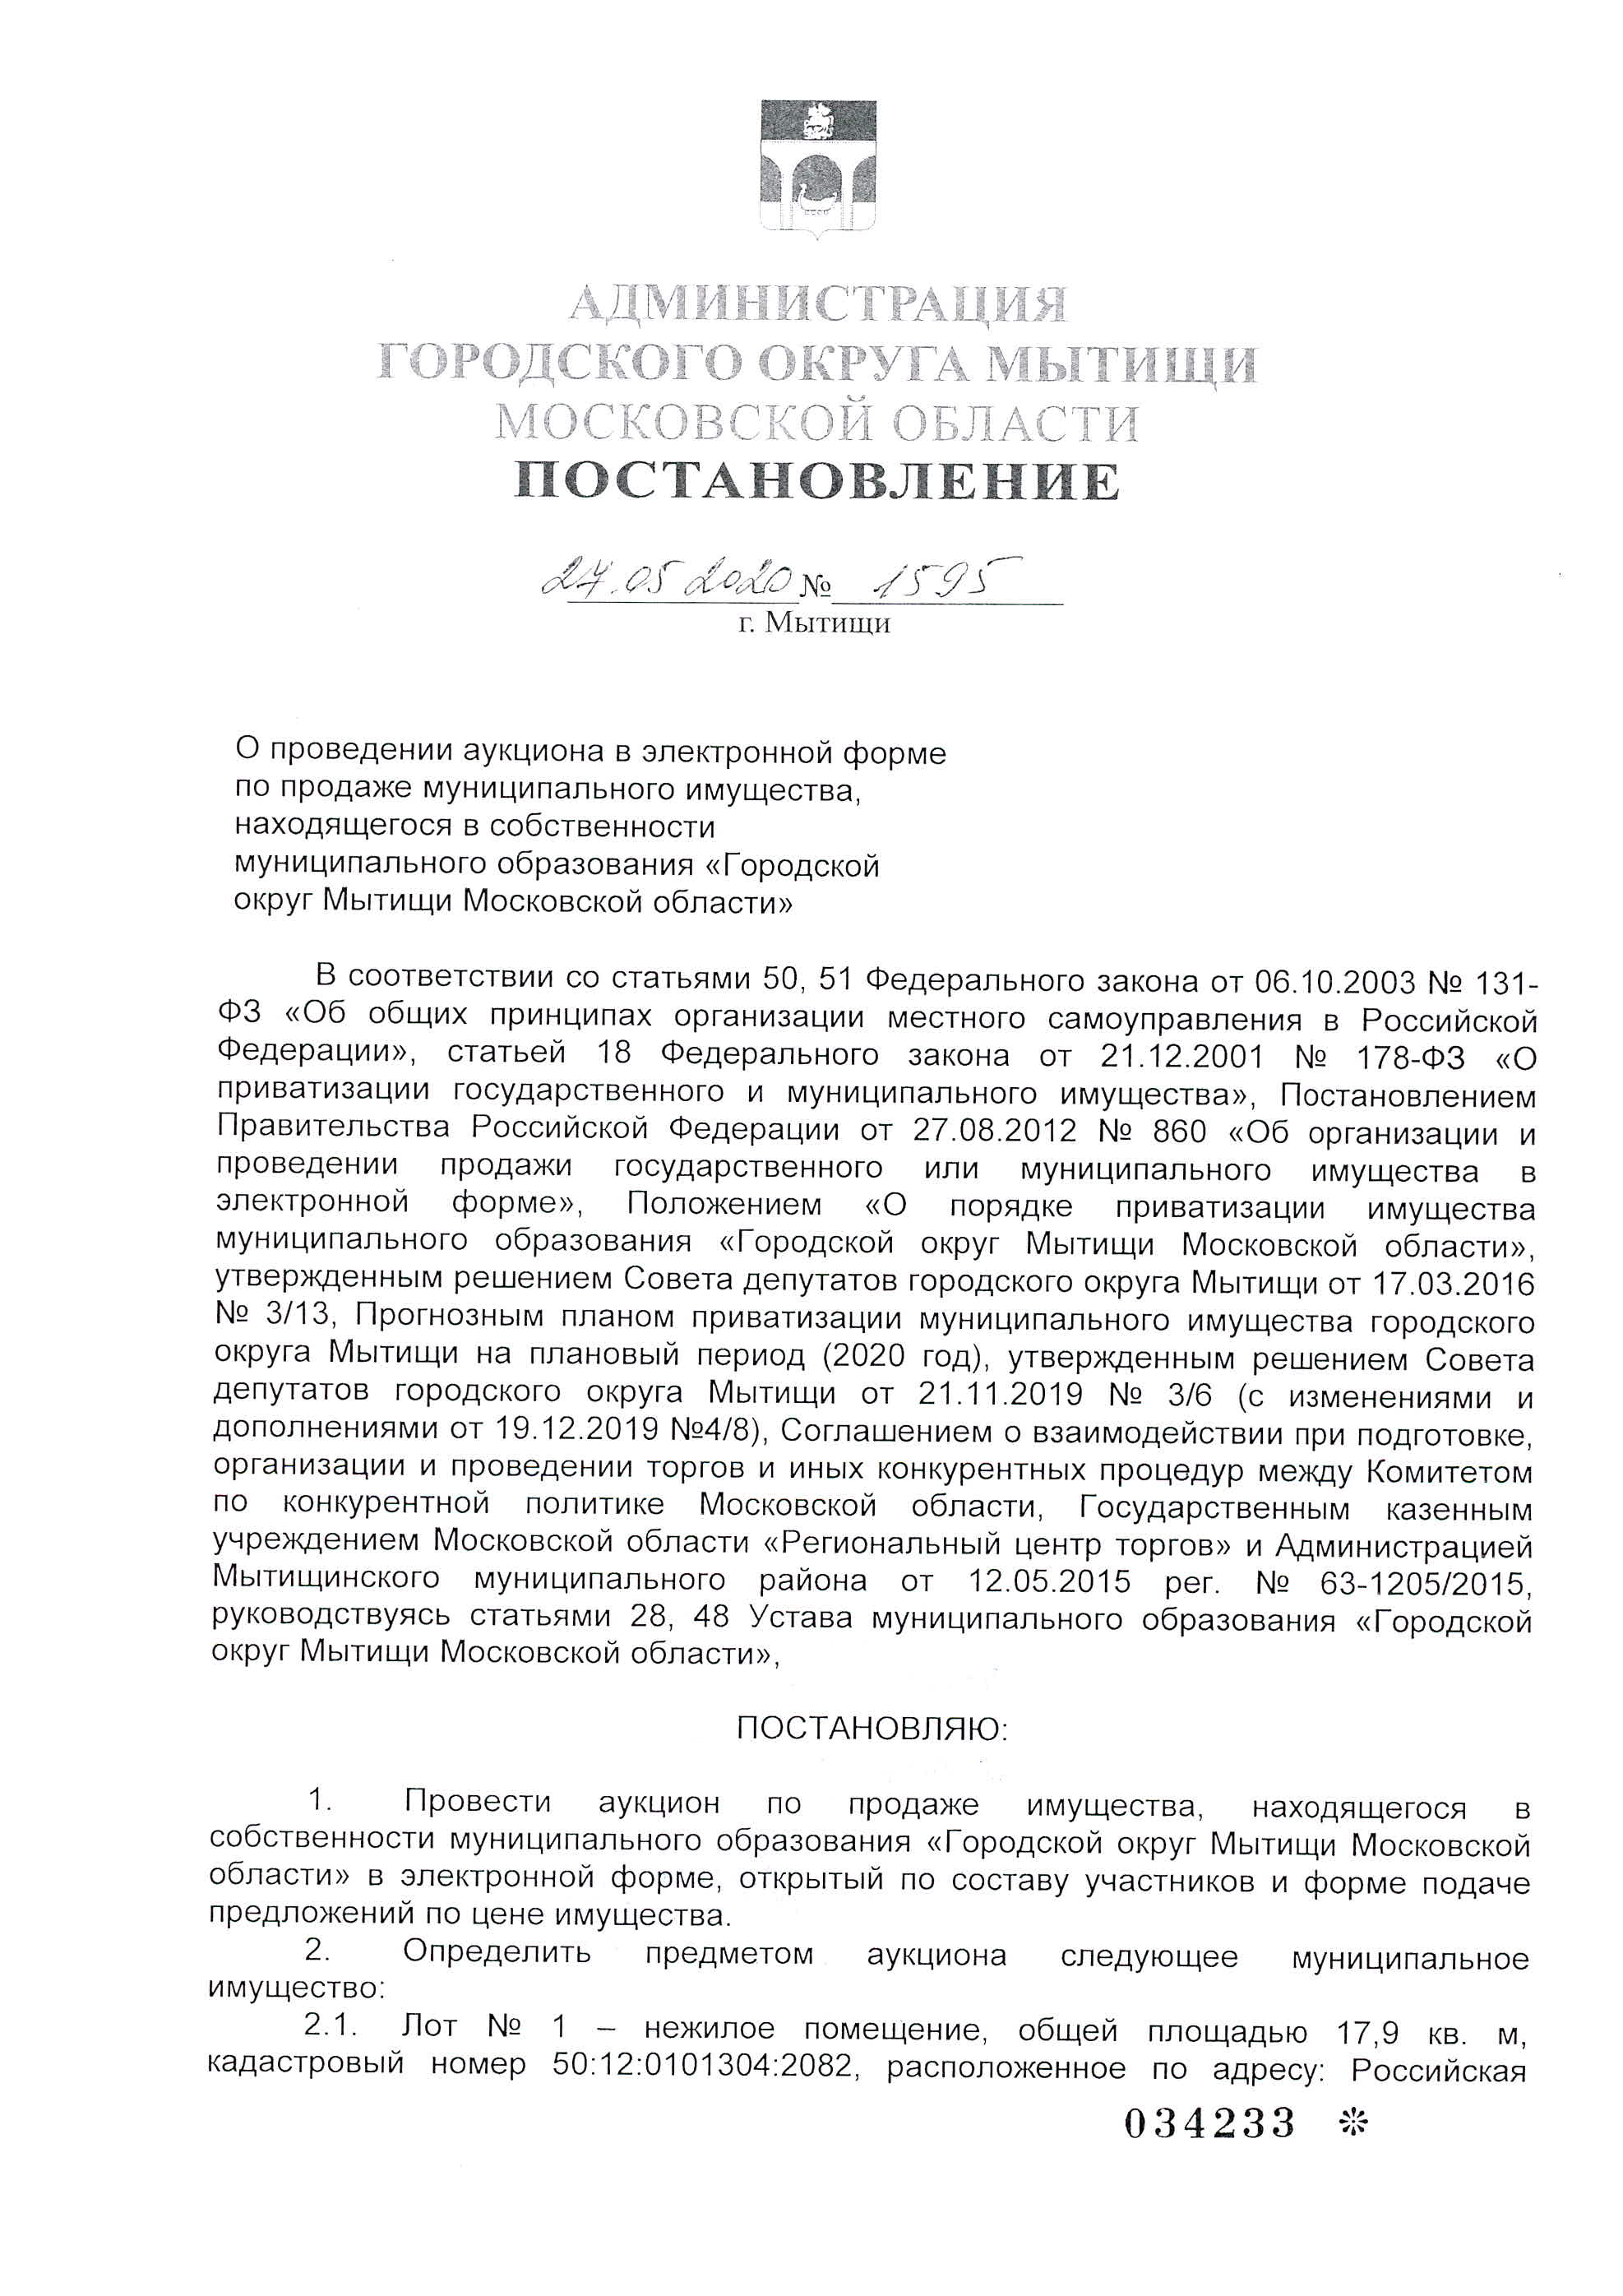 АДМИНИСТРАЦИЯ
ГОРОДСКОГО ОКРУГА МЫТИЩИ
МОСКОВСКОЙ ОБЛАСТИ
ПОСТАНОВЛЕНИЕ
27.05 2020 № 1595
г. Мытищи
О проведении аукциона в электронной форме
по продаже муниципального имущества,
находящегося в собственности
муниципального образования «Городской
округ Мытищи Московской области»
В соответствии со статьями 50, 51 Федерального закона от 06.10.2003 № 131-
ФЗ «Об общих принципах организации местного самоуправления в Российской
Федерации», статьей 18 Федерального закона от 21.12.2001 № 178-ФЗ «О
приватизации государственного и муниципального имущества», Постановлением
Правительства Российской Федерации от 27.08.2012 № 860 «Об организации и
проведении продажи государственного или муниципального имущества в
электронной форме», Положением «О порядке приватизации имущества
муниципального образования «Городской округ Мытищи Московской области»,
утвержденным решением Совета депутатов городского округа Мытищи от 17.03.2016
№ 3/13, Прогнозным планом приватизации муниципального имущества городского
округа Мытищи на плановый период (2020 год), утвержденным решением Совета
депутатов городского округа Мытищи от 21.11.2019 № 3/6 (с изменениями и
дополнениями от 19.12.2019 №4/8), Соглашением о взаимодействии при подготовке,
организации и проведении торгов и иных конкурентных процедур между Комитетом
по конкурентной политике Московской области, Государственным казенным
учреждением Московской области «Региональный центр торгов» и Администрацией
Мытищинского муниципального района от 12.05.2015 рег. № 63-1205/2015,
руководствуясь статьями 28, 48 Устава муниципального образования «Городской
округ Мытищи Московской области»,
ПОСТАНОВЛЯЮ:
1. Провести аукцион по продаже имущества, находящегося в
собственности муниципального образования «Городской округ Мытищи Московской
области» в электронной форме, открытый по составу участников и форме подаче
предложений по цене имущества.
2. Определить предметом аукциона следующее муниципальное
имущество:
2.1. Лот № 1 – нежилое помещение, общей площадью 17,9 кв. м,
кадастровый номер 50:12:0101304:2082, расположенное по адресу: Российская
034233 ❊